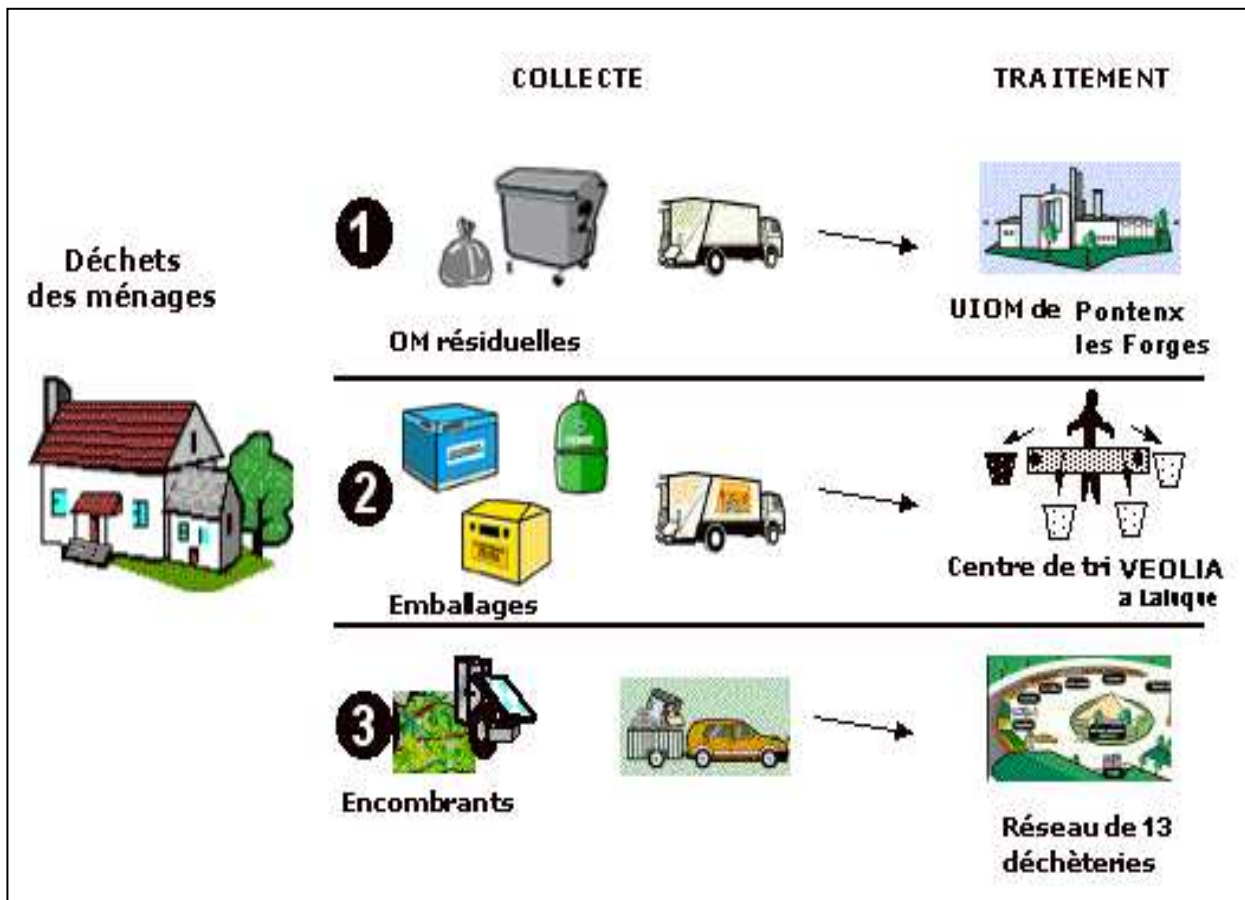 COLLECTE
TRAITEMENT
Déchets
des ménages
1
OM résiduelles
UIOM de Pontenx
les Forges
2
Emballages
Centre de tri VEOLIA
a Laluque
3
Encombrants
Réseau de 13
déchèteries